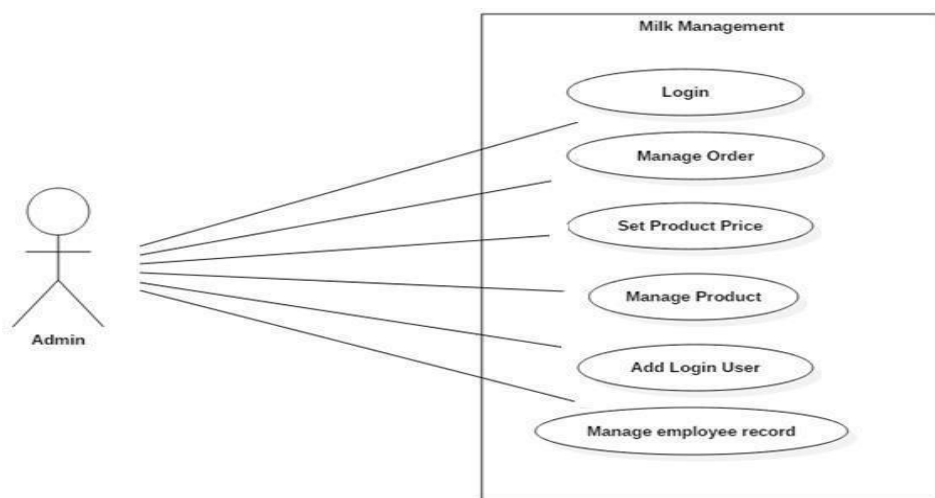 Milk Management
Login
Manage Order
Set Product Price
Manage Product
Admin
Add Login User
Manage employee record